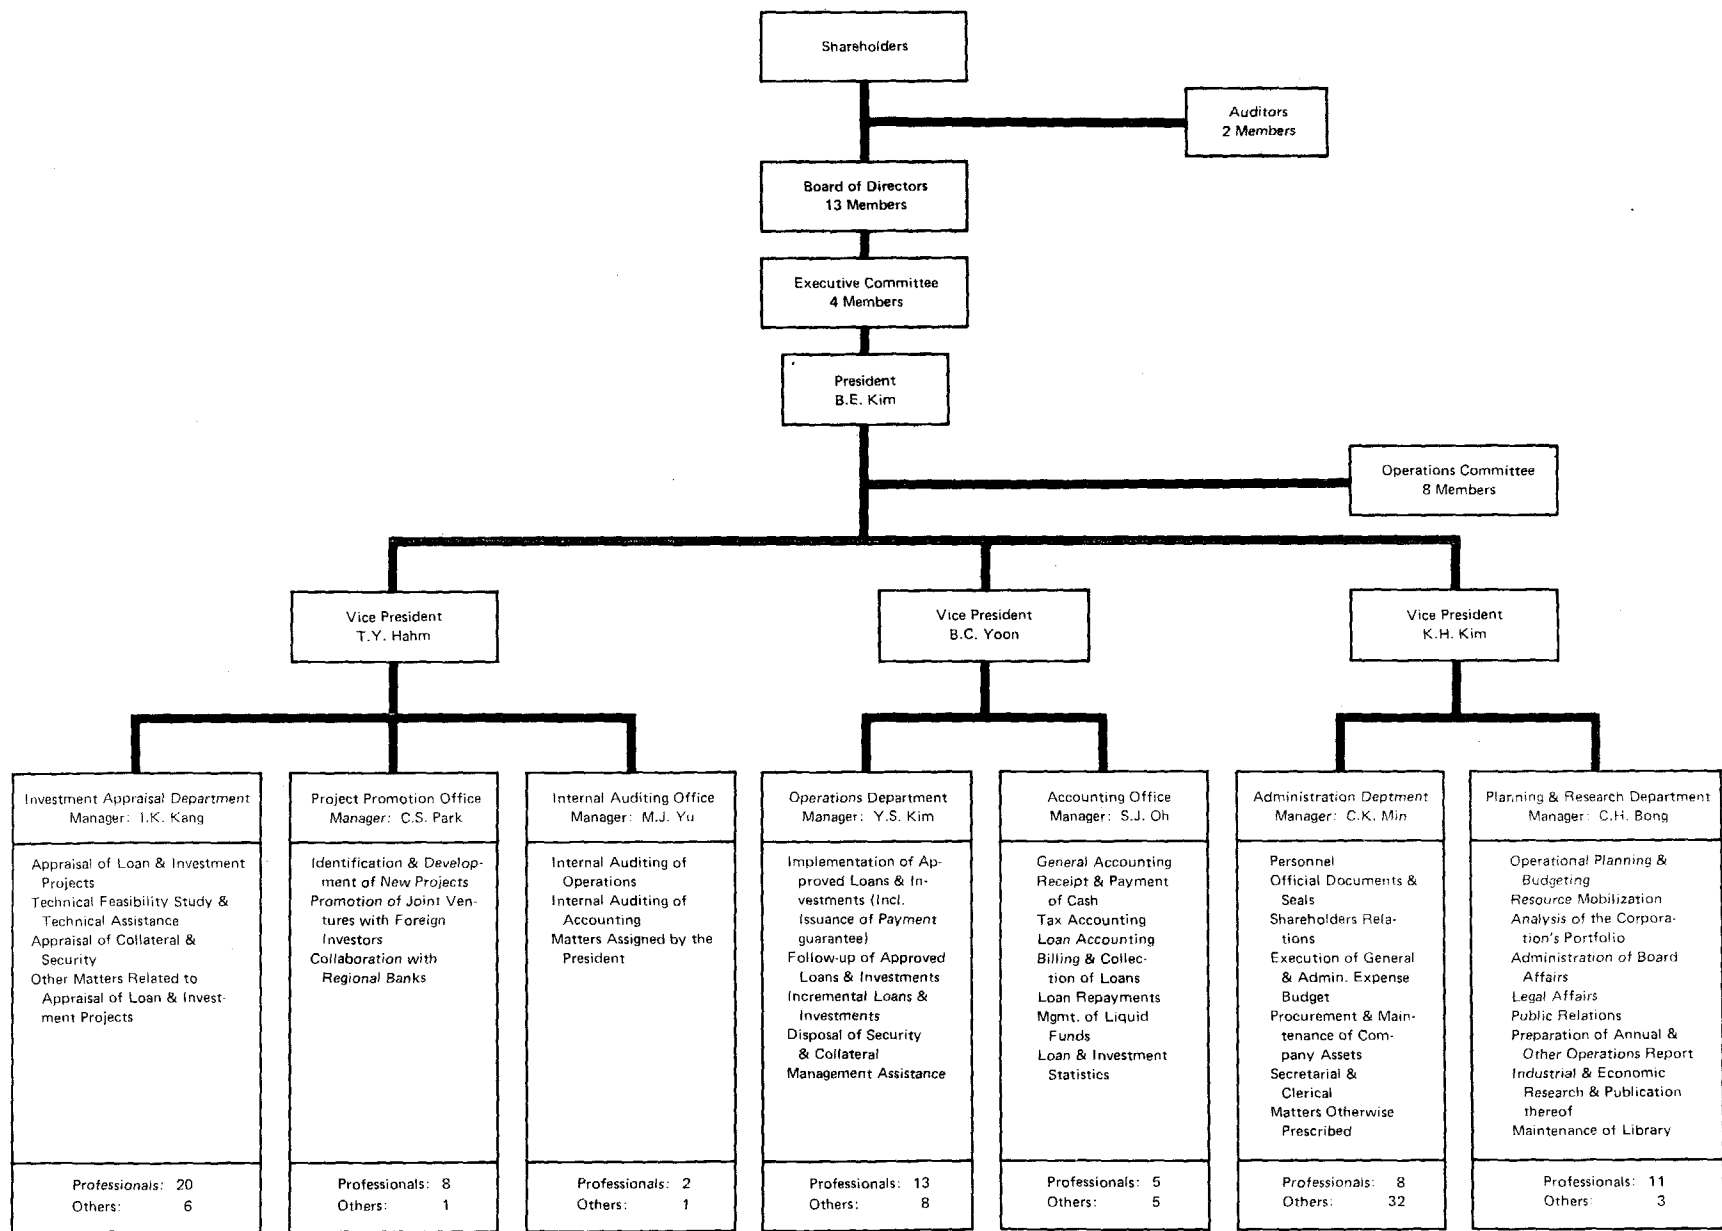 Shareholders
Auditors
2 Members
Board of Directors
13 Members
Executive Committee
4 Members
President
B.E. Kim
Operations Committee
8 Members
Vice President
T.Y. Hahm
Vice President
B.C. Yoon
Vice President
K.H. Kim
Investment Appraisal Department
Manager: I.K. Kang
Appraisal of Loan & Investment
Projects
Technical Feasibility Study &
Technical Assistance
Appraisal of Collateral &
Security
Other Matters Related to
Appraisal of Loan & Invest-
ment Projects
Professionals: 20
Others: 6
Project Promotion Office
Manager: C.S. Park
Identification & Develop-
ment of New Projects
Promotion of Joint Ven-
tures with Foreign
Investors
Collaboration with
Regional Banks
Professionals: 8
Others: 1
Internal Auditing Office
Manager: M.J. Yu
Internal Auditing of
Operations
Internal Auditing of
Accounting
Matters Assigned by the
President
Professionals: 2
Others: 1
Operations Department
Manager: Y.S. Kim
Implementation of Ap-
proved Loans & In-
vestments (Incl.
Issuance of Payment
guarantee)
Follow-up of Approved
Loans & Investments
Incremental Loans &
Investments
Disposal of Security
& Collateral
Management Assistance
Professionals: 13
Others: 8
Accounting Office
Manager: S.J. Oh
General Accounting
Receipt & Payment
of Cash
Tax Accounting
Loan Accounting
Billing & Collec-
tion of Loans
Loan Repayments
Mgmt. of Liquid
Funds
Loan & Investment
Statistics
Professionals: 5
Others: 5
Administration Deptment
Manager: C.K. Min
Personnel
Official Documents &
Seals
Shareholders Rela-
tions
Execution of General
& Admin. Expense
Budget
Procurement & Main-
tenance of Com-
pany Assets
Secretarial &
Clerical
Matters Otherwise
Prescribed
Professionals: 8
Others: 32
Planning & Research Department
Manager: C.H. Bong
Operational Planning &
Budgeting
Resource Mobilization
Analysis of the Corpora-
tion's Portfolio
Administration of Board
Affairs
Legal Affairs
Public Relations
Preparation of Annual &
Other Operations Report
Industrial & Economic
Research & Publication
thereof
Maintenance of Library
Professionals: 11
Others: 3